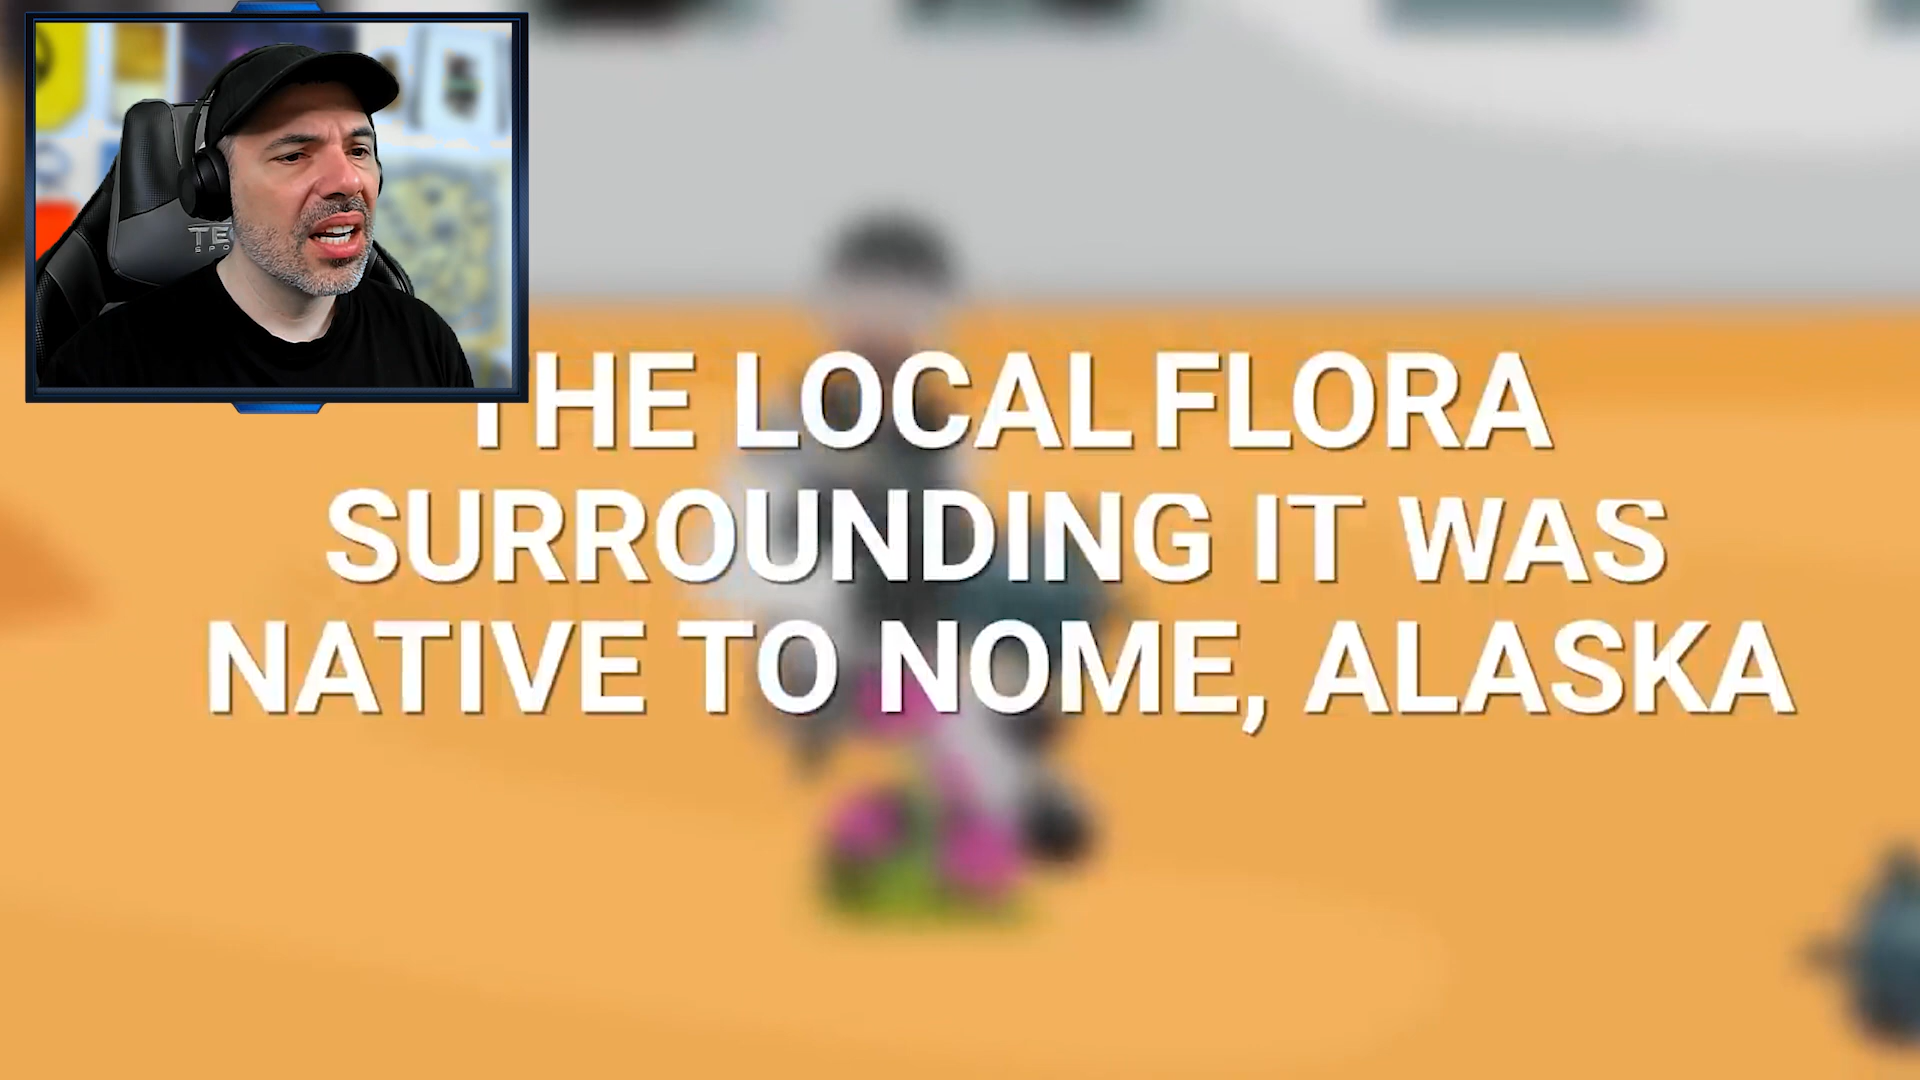 THE LOCAL FLORA
SURROUNDING IT WAS
NATIVE TO NOME, ALASKA